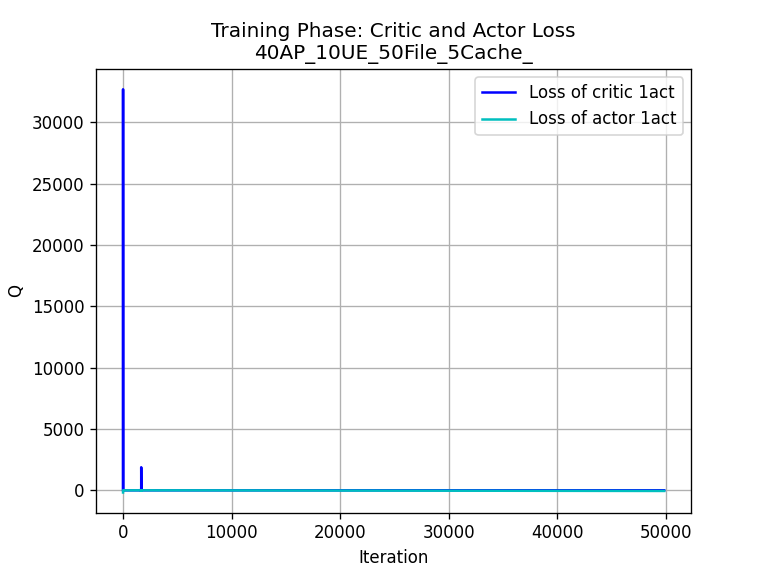 Training Phase: Critic and Actor Loss
40AP_10UE_50File_5Cache_
Loss of critic 1act
Loss of actor 1act
30000
25000
20000
15000
10000
5000
0
Q
0 10000 20000 30000 40000 50000
Iteration